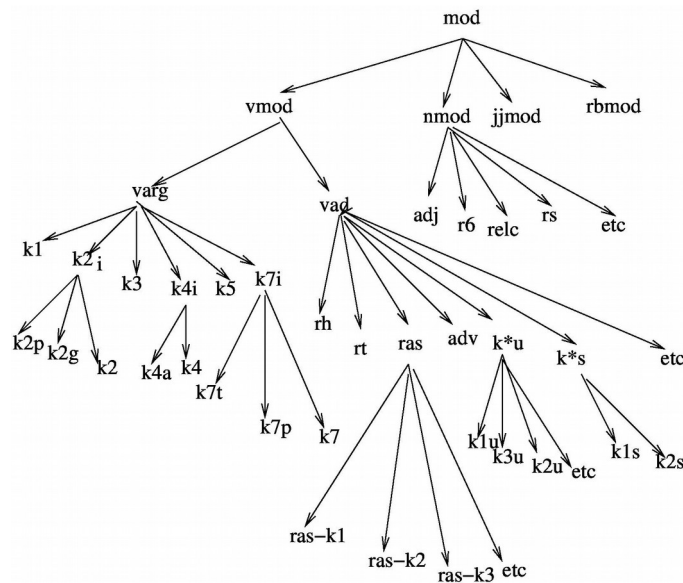 mod
vmod
nmod
jjmod
rbmod
varg
vad
adj
r6
relc
rs
etc
k1
k2i
k3
k4i
k5
k7i
rh
rt
ras
adv
k*u
k*s
etc
k2p
k2g
k2
k4a
k4
k7t
k7p
k7
k1u
k3u
k2u
etc
k1s
k2s
ras-k1
ras-k2
ras-k3
etc